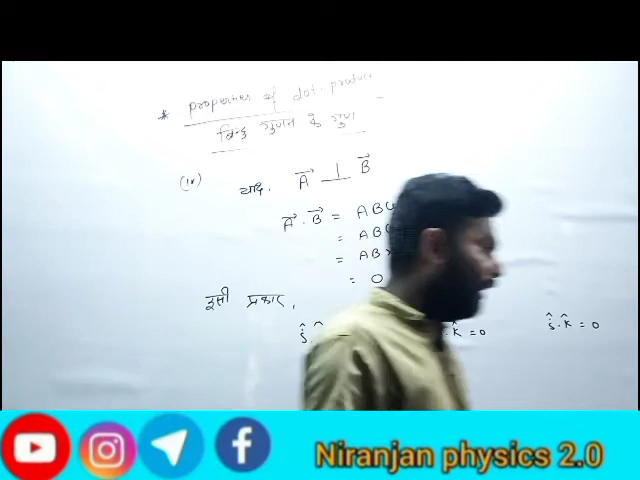 * properties of dot. product
बिन्दु गुणन के गुण
(iv) यदि. A⃗ ⊥ B⃗
A⃗ . B⃗ = AB
= AB
= AB
= 0
इसी प्रकार,
k̂ = 0 ĵ . k̂ = 0
Niranjan physics 2.0